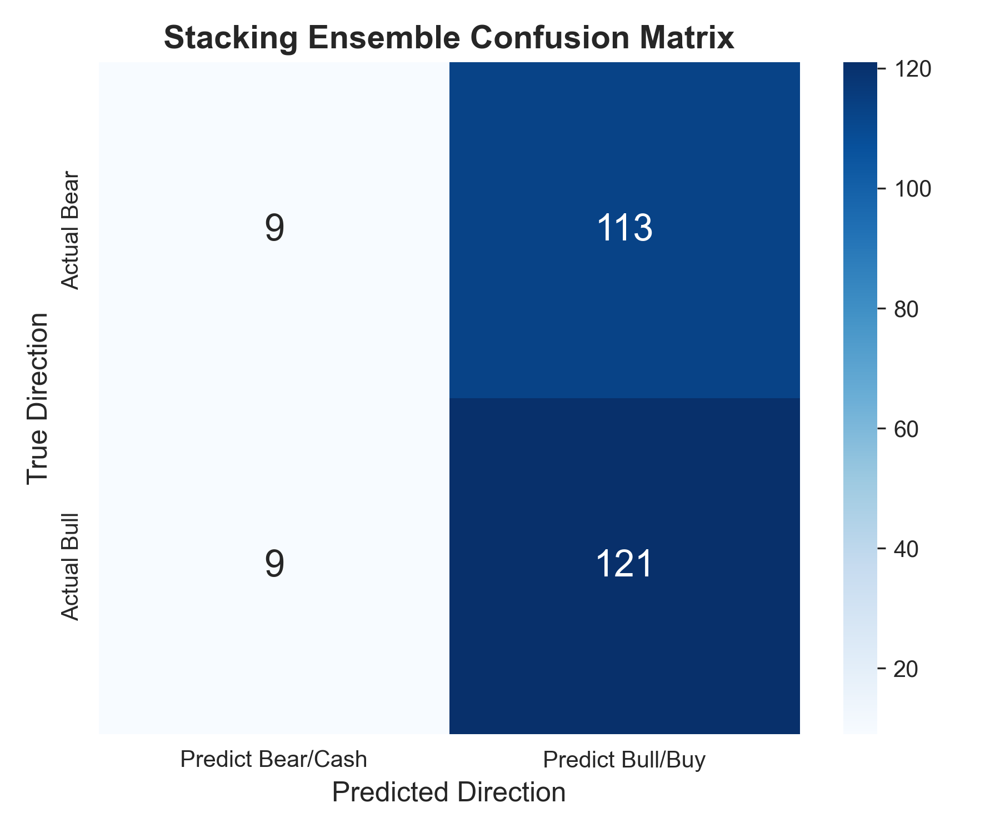 Stacking Ensemble Confusion Matrix
True Direction
Actual Bear
Actual Bull
9
113
9
121
Predict Bear/Cash
Predict Bull/Buy
Predicted Direction
120
100
80
60
40
20